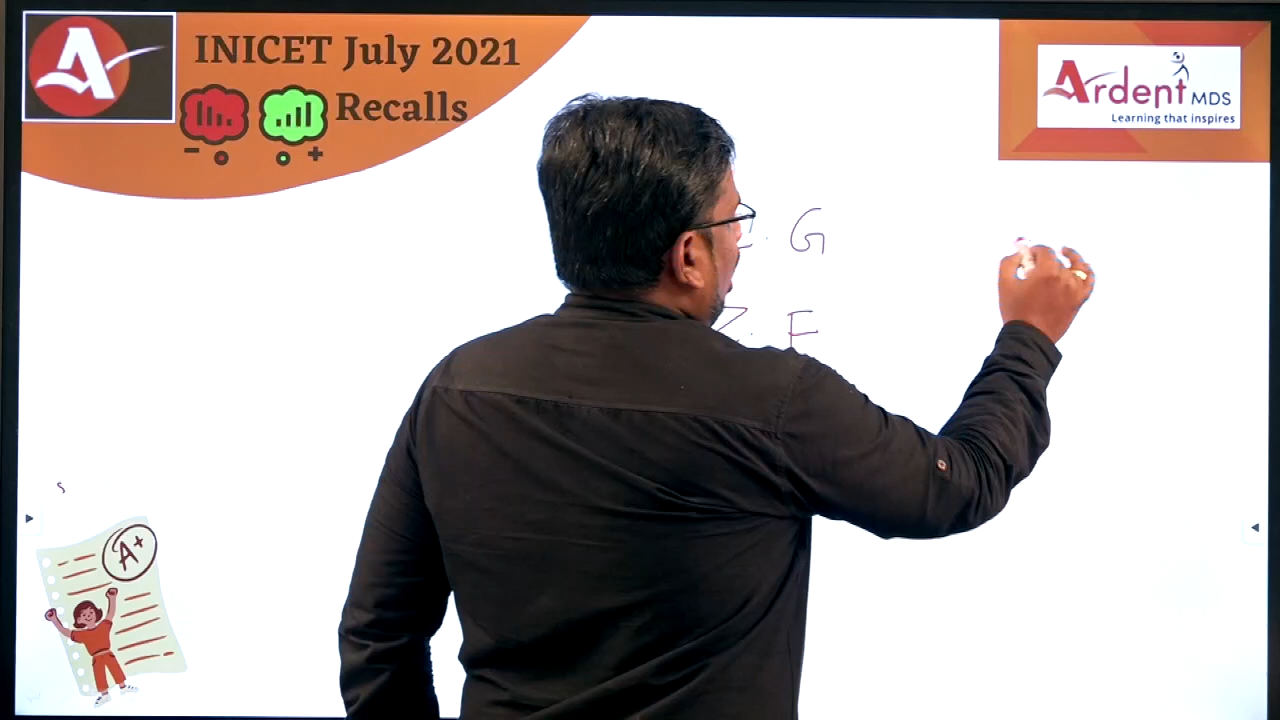 INICET July 2021
Recalls
Ardent MDS
Learning that inspires
Z. G
Z. F
s
A+